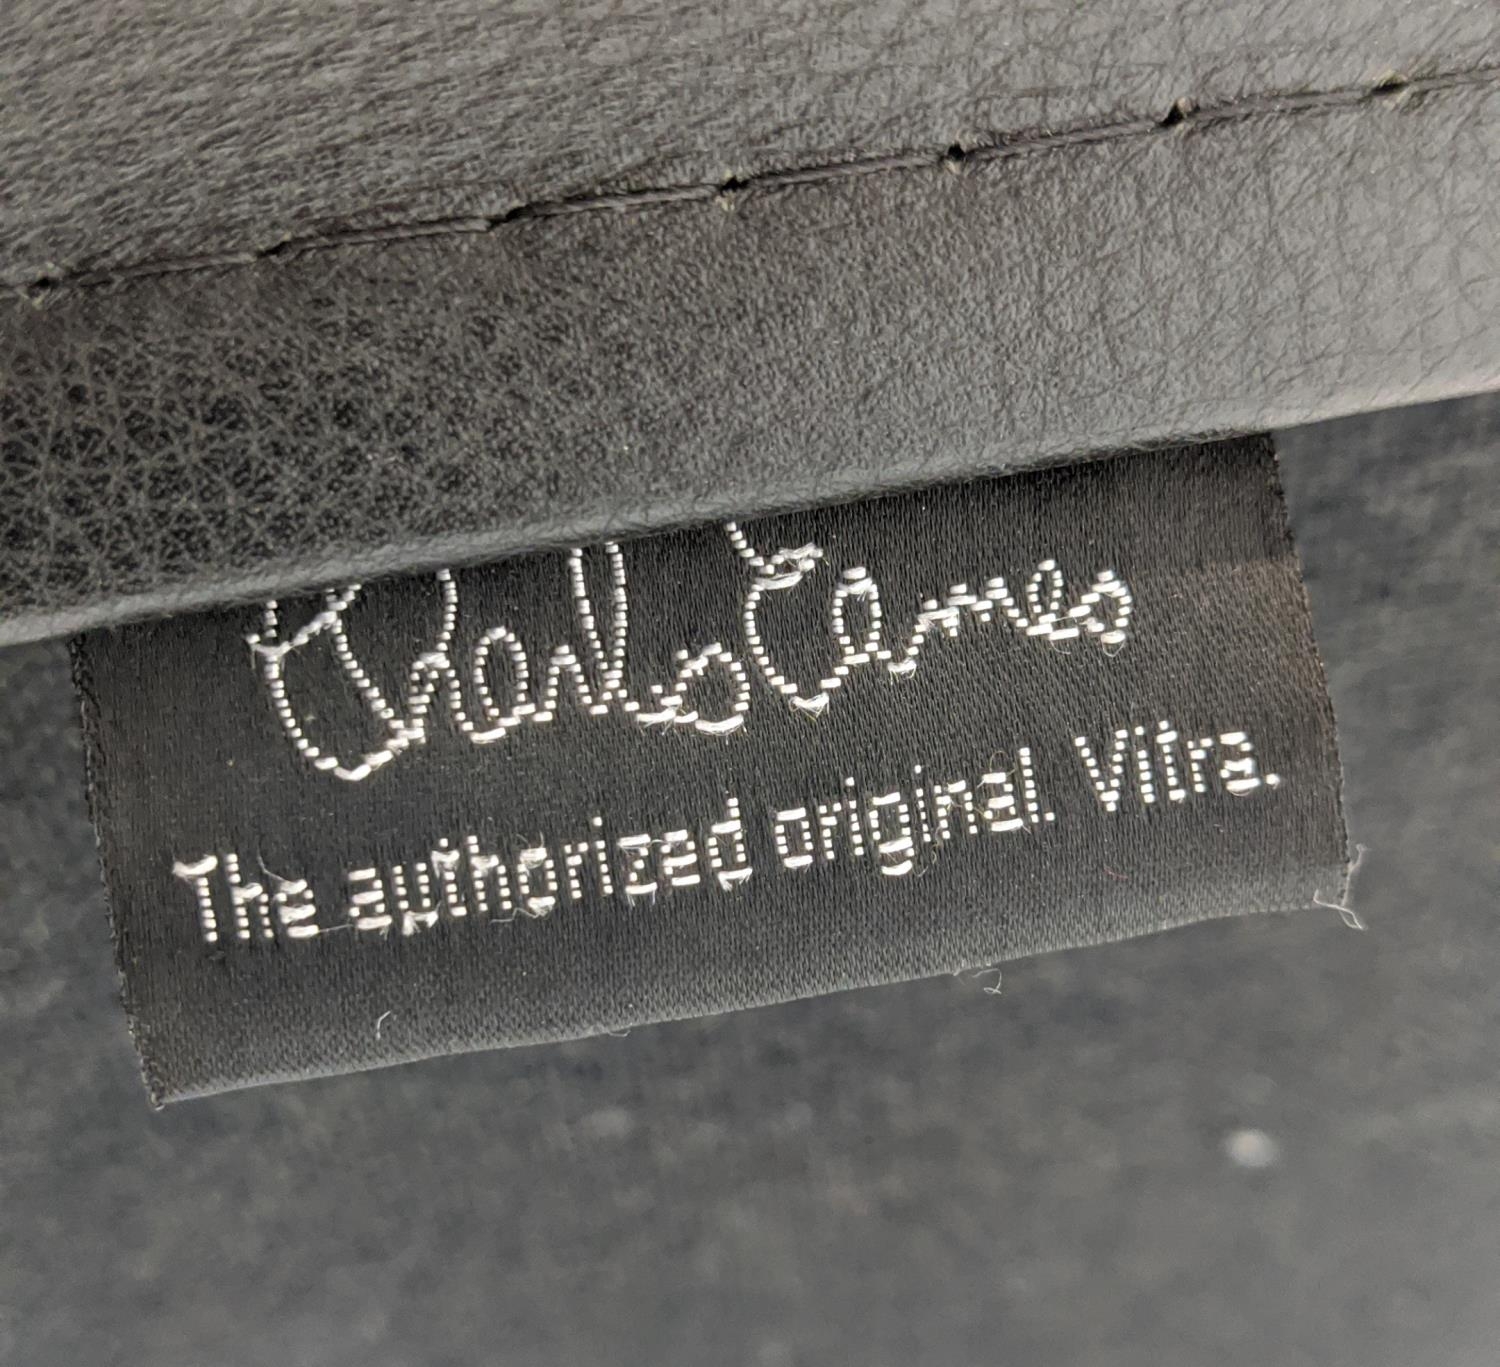 Charles Eames
The authorized original. Vitra.